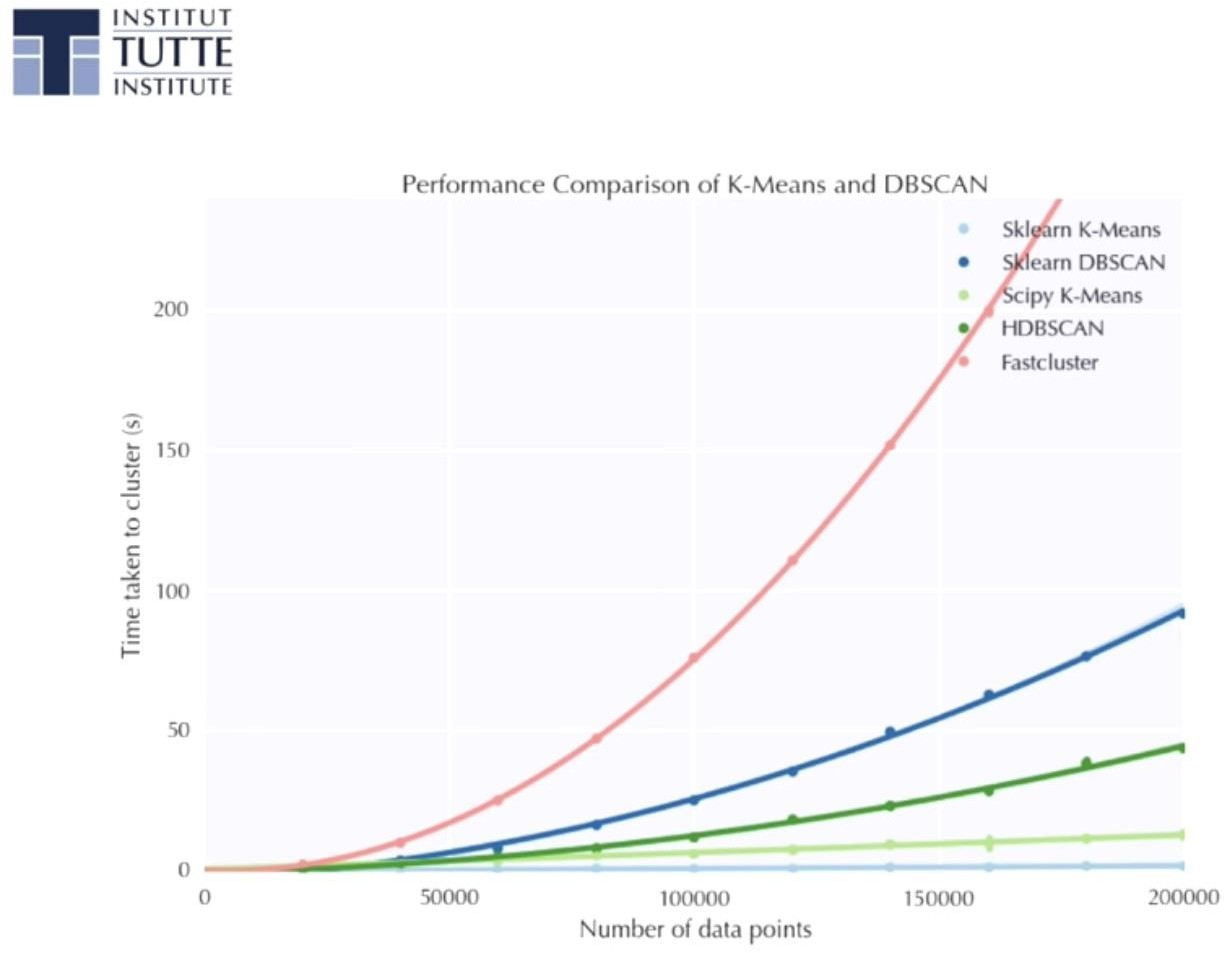 INSTITUT
TUTTE
INSTITUTE
Performance Comparison of K-Means and DBSCAN
Sklearn K-Means
Sklearn DBSCAN
Scipy K-Means
HDBSCAN
Fastcluster
200
150
100
50
0
Time taken to cluster (s)
0 50000 100000 150000 200000
Number of data points